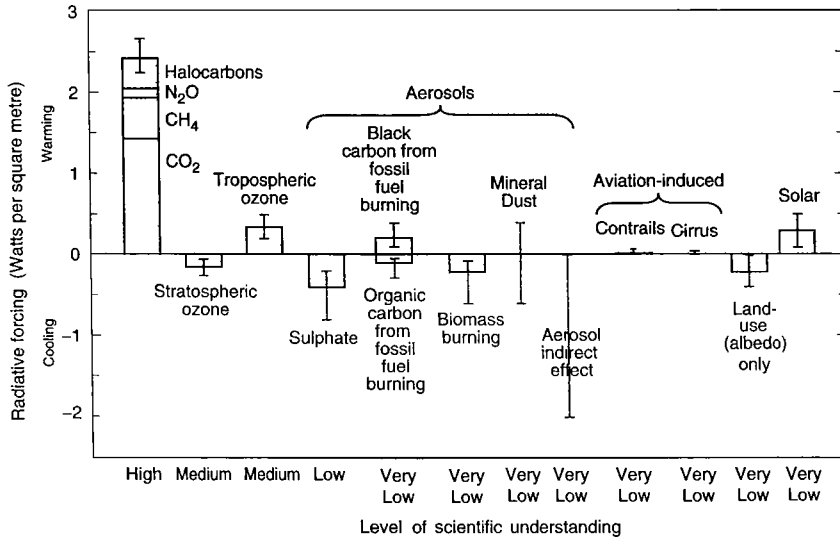 Radiative forcing (Watts per square metre)
Warming
Cooling
3
2
1
0
−1
−2
Halocarbons
N₂O
CH₄
CO₂
Stratospheric
ozone
Tropospheric
ozone
Aerosols
Sulphate
Black
carbon from
fossil
fuel
burning
Organic
carbon
from
fossil
fuel
burning
Biomass
burning
Mineral
Dust
Aerosol
indirect
effect
Aviation-induced
Contrails
Cirrus
Land-
use
(albedo)
only
Solar
High
Medium
Medium
Low
Very
Low
Very
Low
Very
Low
Very
Low
Very
Low
Very
Low
Very
Low
Very
Low
Level of scientific understanding